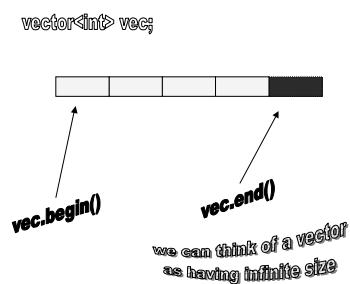 vector<int> vec;
vec.begin()
vec.end()
we can think of a vector
as having infinite size